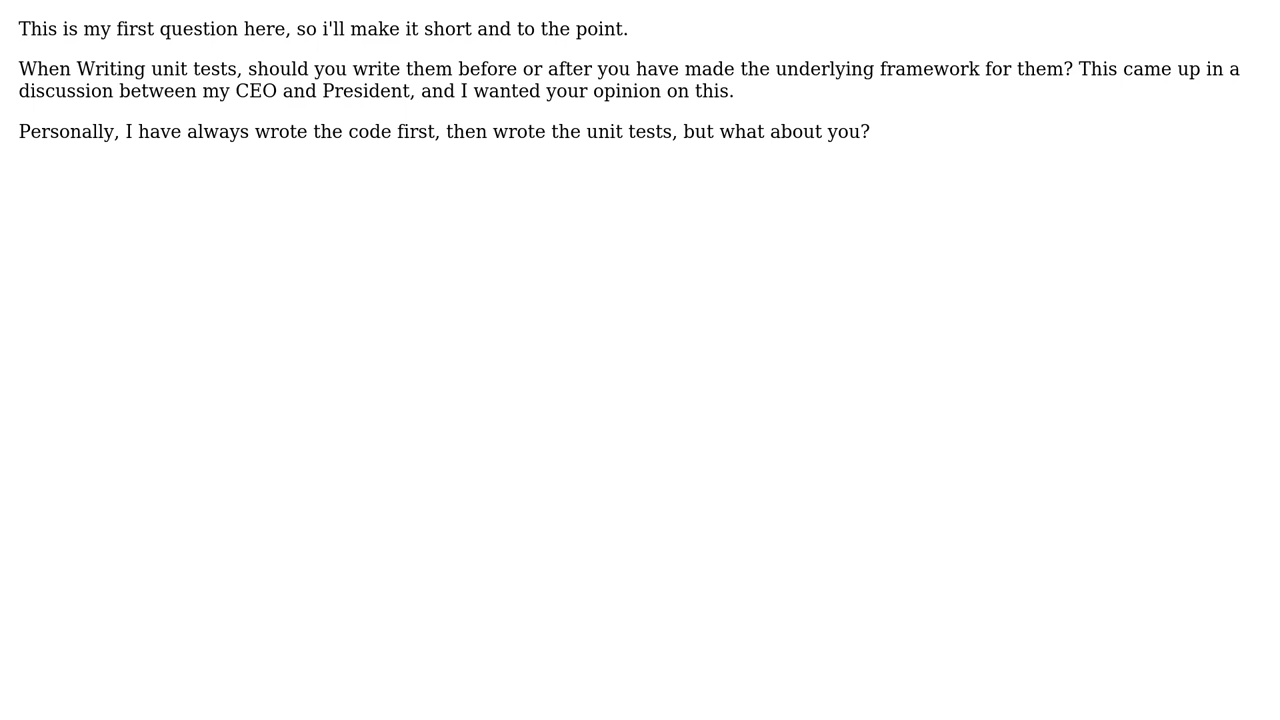 This is my first question here, so i'll make it short and to the point.
When Writing unit tests, should you write them before or after you have made the underlying framework for them? This came up in a
discussion between my CEO and President, and I wanted your opinion on this.
Personally, I have always wrote the code first, then wrote the unit tests, but what about you?